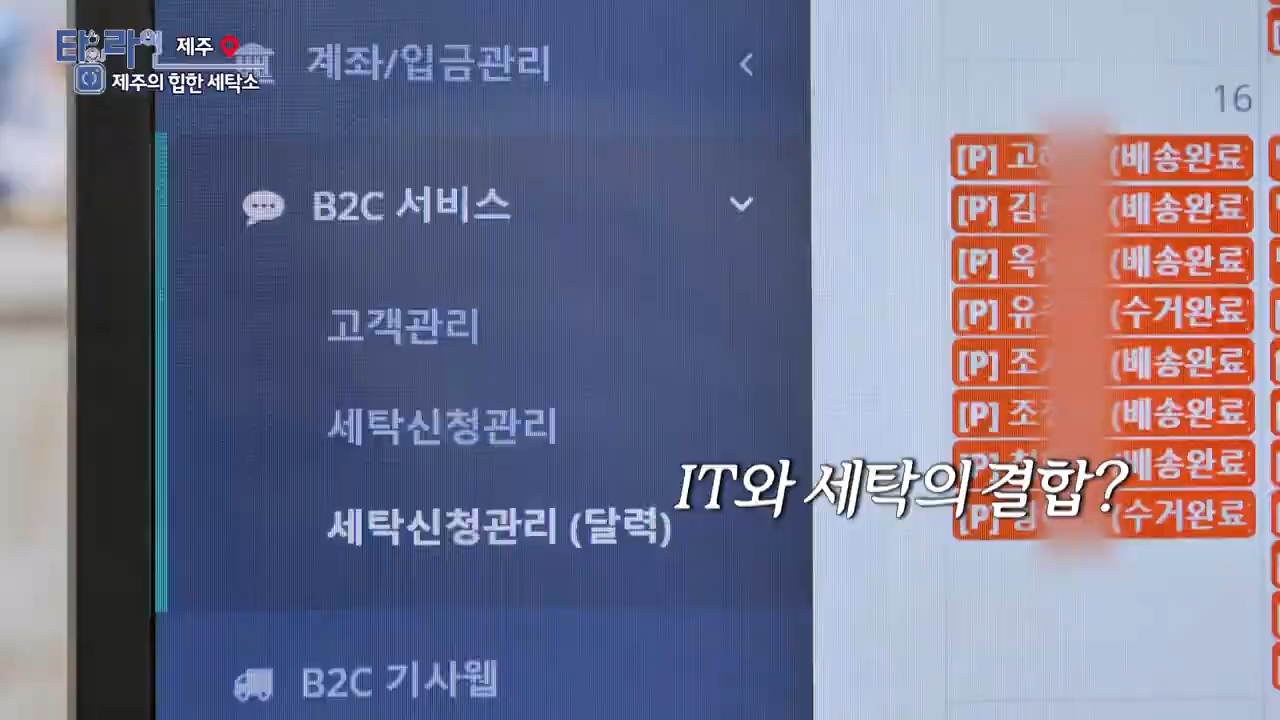 타라의 제주
제주의 힙한 세탁소
계좌/입금관리
B2C 서비스
고객관리
세탁신청관리
세탁신청관리 (달력)
B2C 기사웹
16
[P] 고 (배송완료
[P] 김 (배송완료
[P] 옥 (배송완료
[P] 유 (수거완료
[P] 조 (배송완료
[P] 조 (배송완료
[P] (배송완료
[P] (수거완료
IT와 세탁의 결합?